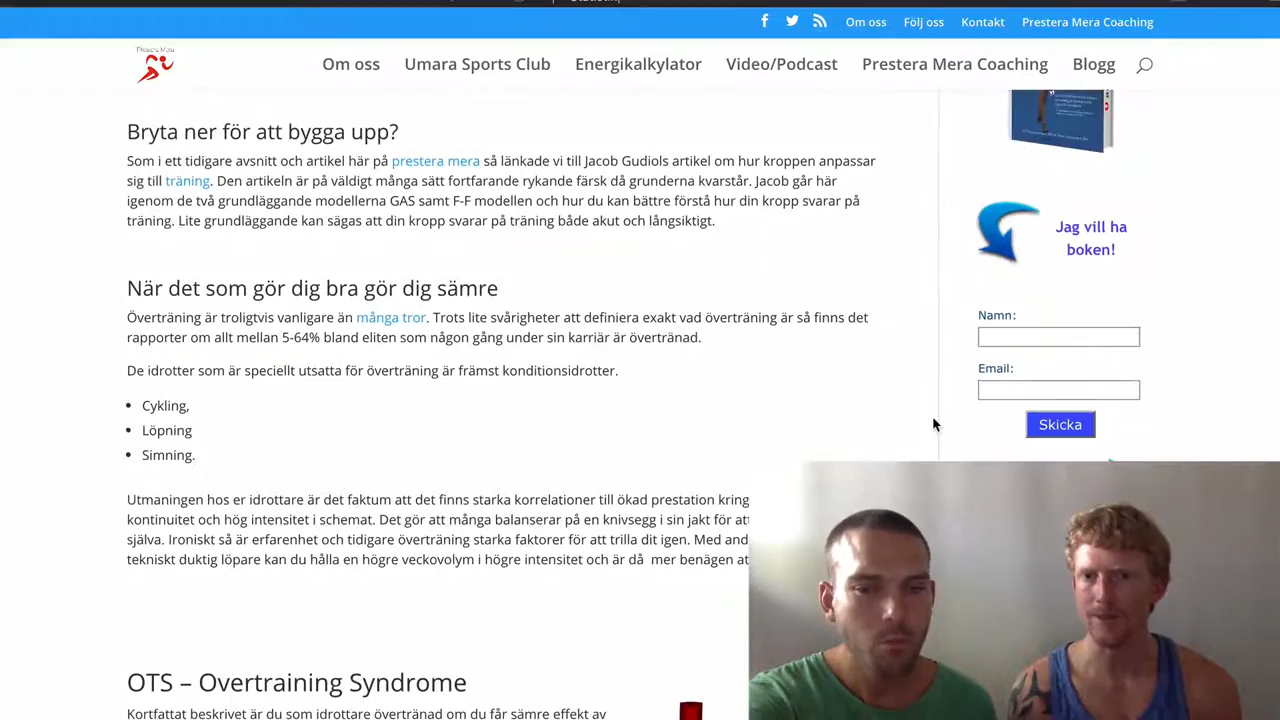 Om oss
Följ oss
Kontakt
Prestera Mera Coaching
Prestera Mera
Om oss
Umara Sports Club
Energikalkylator
Video/Podcast
Prestera Mera Coaching
Blogg
Bryta ner för att bygga upp?
Som i ett tidigare avsnitt och artikel här på prestera mera så länkade vi till Jacob Gudiols artikel om hur kroppen anpassar
sig till träning. Den artikeln är på väldigt många sätt fortfarande rykande färsk då grunderna kvarstår. Jacob går här
igenom de två grundläggande modellerna GAS samt F-F modellen och hur du kan bättre förstå hur din kropp svarar på
träning. Lite grundläggande kan sägas att din kropp svarar på träning både akut och långsiktigt.
När det som gör dig bra gör dig sämre
Överträning är troligtvis vanligare än många tror. Trots lite svårigheter att definiera exakt vad överträning är så finns det
rapporter om allt mellan 5-64% bland eliten som någon gång under sin karriär är övertränad.
De idrotter som är speciellt utsatta för överträning är främst konditionsidrotter.
• Cykling,
• Löpning
• Simning.
Utmaningen hos er idrottare är det faktum att det finns starka korrelationer till ökad prestation kring
kontinuitet och hög intensitet i schemat. Det gör att många balanserar på en knivsegg i sin jakt för att
själva. Ironiskt så är erfarenhet och tidigare överträning starka faktorer för att trilla dit igen. Med and
tekniskt duktig löpare kan du hålla en högre veckovolym i högre intensitet och är då mer benägen at
OTS – Overtraining Syndrome
Kortfattat beskrivet är du som idrottare övertränad om du får sämre effekt av
Jag vill ha
boken!
Namn:
Email:
Skicka